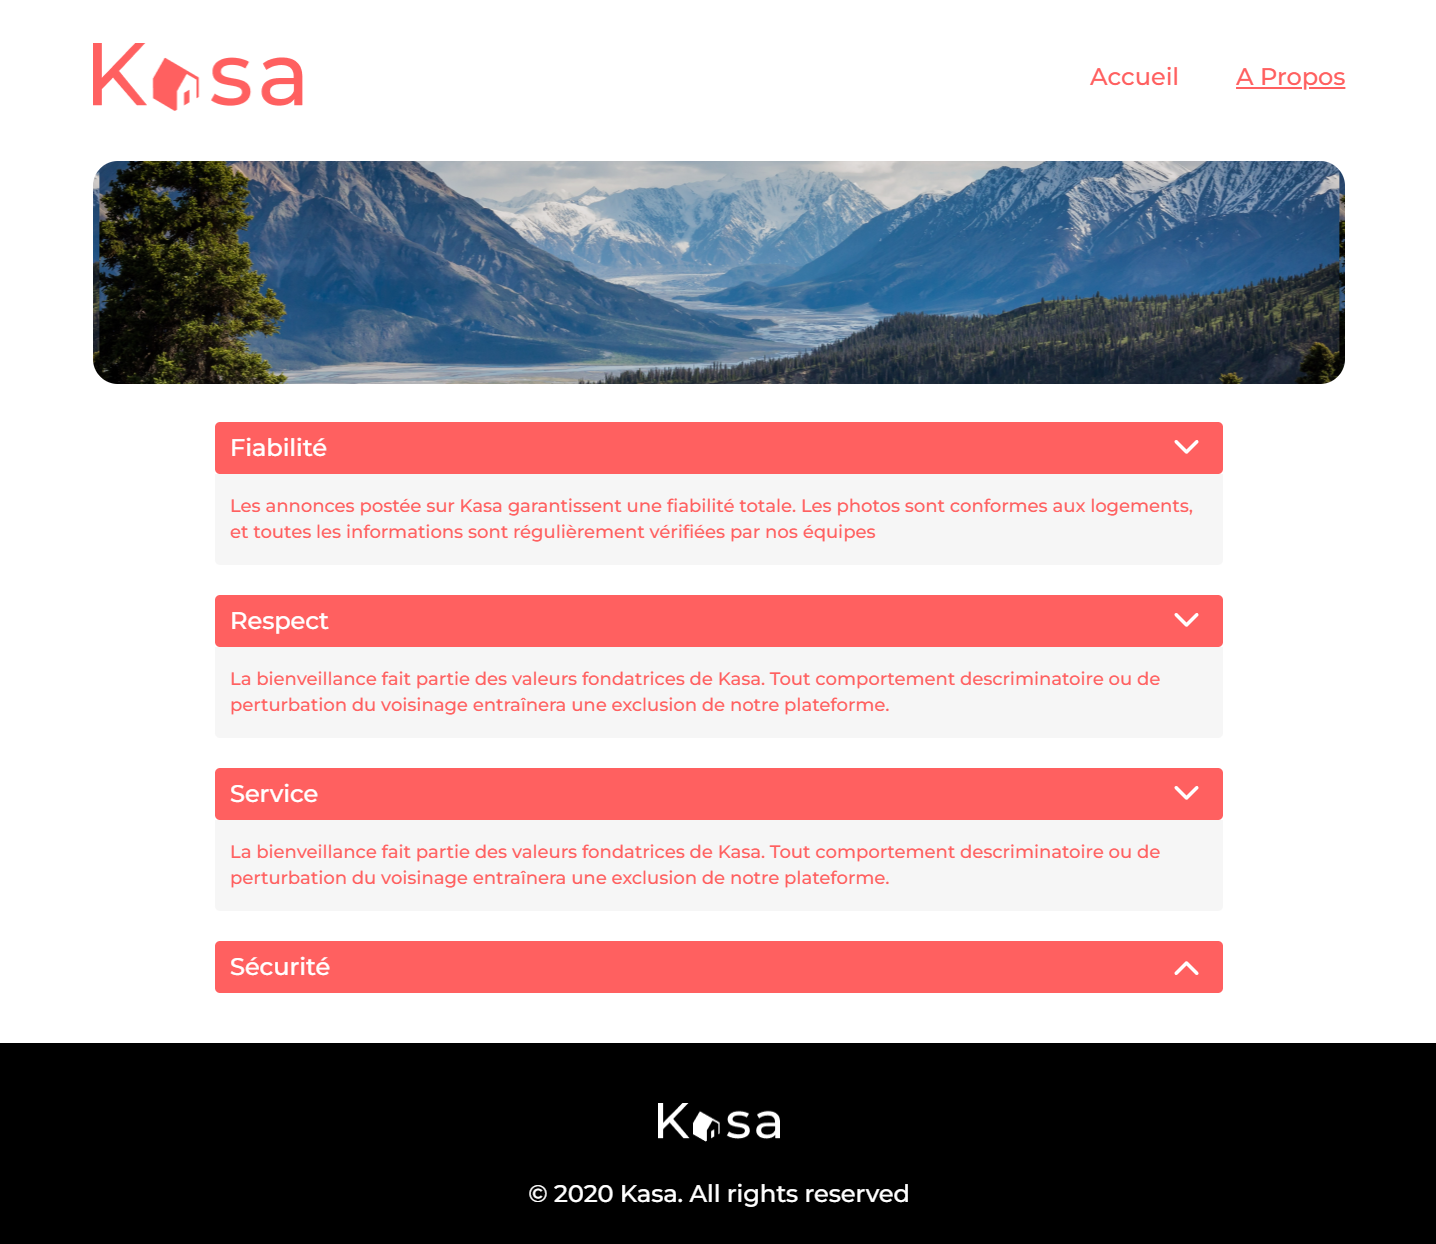 Kasa
Accueil
A Propos
Fiabilité
Les annonces postée sur Kasa garantissent une fiabilité totale. Les photos sont conformes aux logements,
et toutes les informations sont régulièrement vérifiées par nos équipes
Respect
La bienveillance fait partie des valeurs fondatrices de Kasa. Tout comportement descriminatoire ou de
perturbation du voisinage entraînera une exclusion de notre plateforme.
Service
La bienveillance fait partie des valeurs fondatrices de Kasa. Tout comportement descriminatoire ou de
perturbation du voisinage entraînera une exclusion de notre plateforme.
Sécurité
Kasa
© 2020 Kasa. All rights reserved